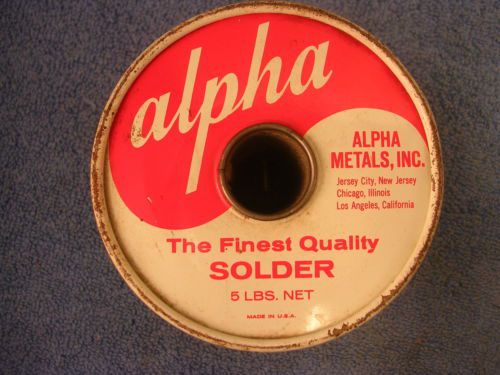 alpha
ALPHA
METALS, INC.
Jersey City, New Jersey
Chicago, Illinois
Los Angeles, California
The Finest Quality
SOLDER
5 LBS. NET
MADE IN U.S.A.